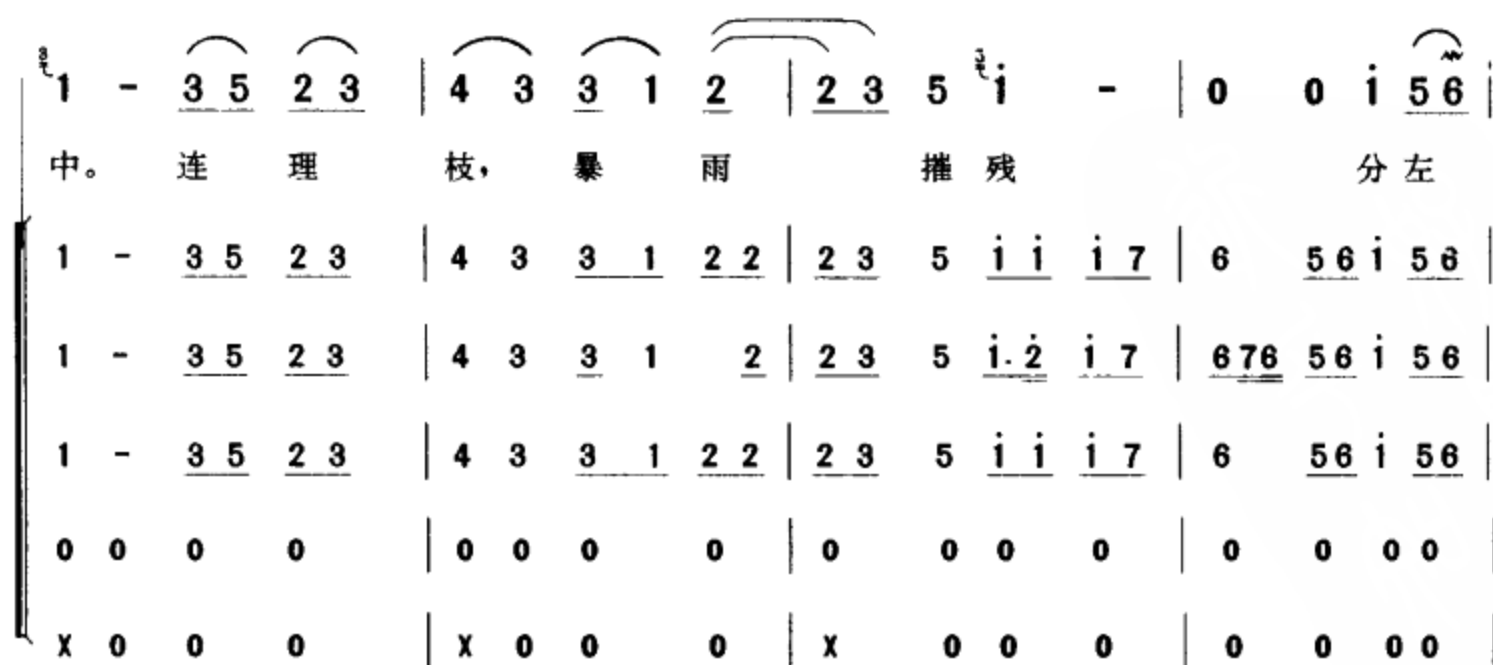 1 - 3 5 2 3 | 4 3 3 1 2 | 2 3 5 i - | 0 0 i 5 6
中。 连 理 枝， 暴 雨 摧 残 分 左
1 - 3 5 2 3 | 4 3 3 1 2 2 | 2 3 5 i i i 7 | 6 5 6 i 5 6
1 - 3 5 2 3 | 4 3 3 1 2 | 2 3 5 i. 2 i 7 | 6 7 6 5 6 i 5 6
1 - 3 5 2 3 | 4 3 3 1 2 2 | 2 3 5 i i i 7 | 6 5 6 i 5 6
0 0 0 0 | 0 0 0 0 | 0 0 0 0 | 0 0 0 0
X 0 0 0 | X 0 0 0 | X 0 0 0 | 0 0 0 0